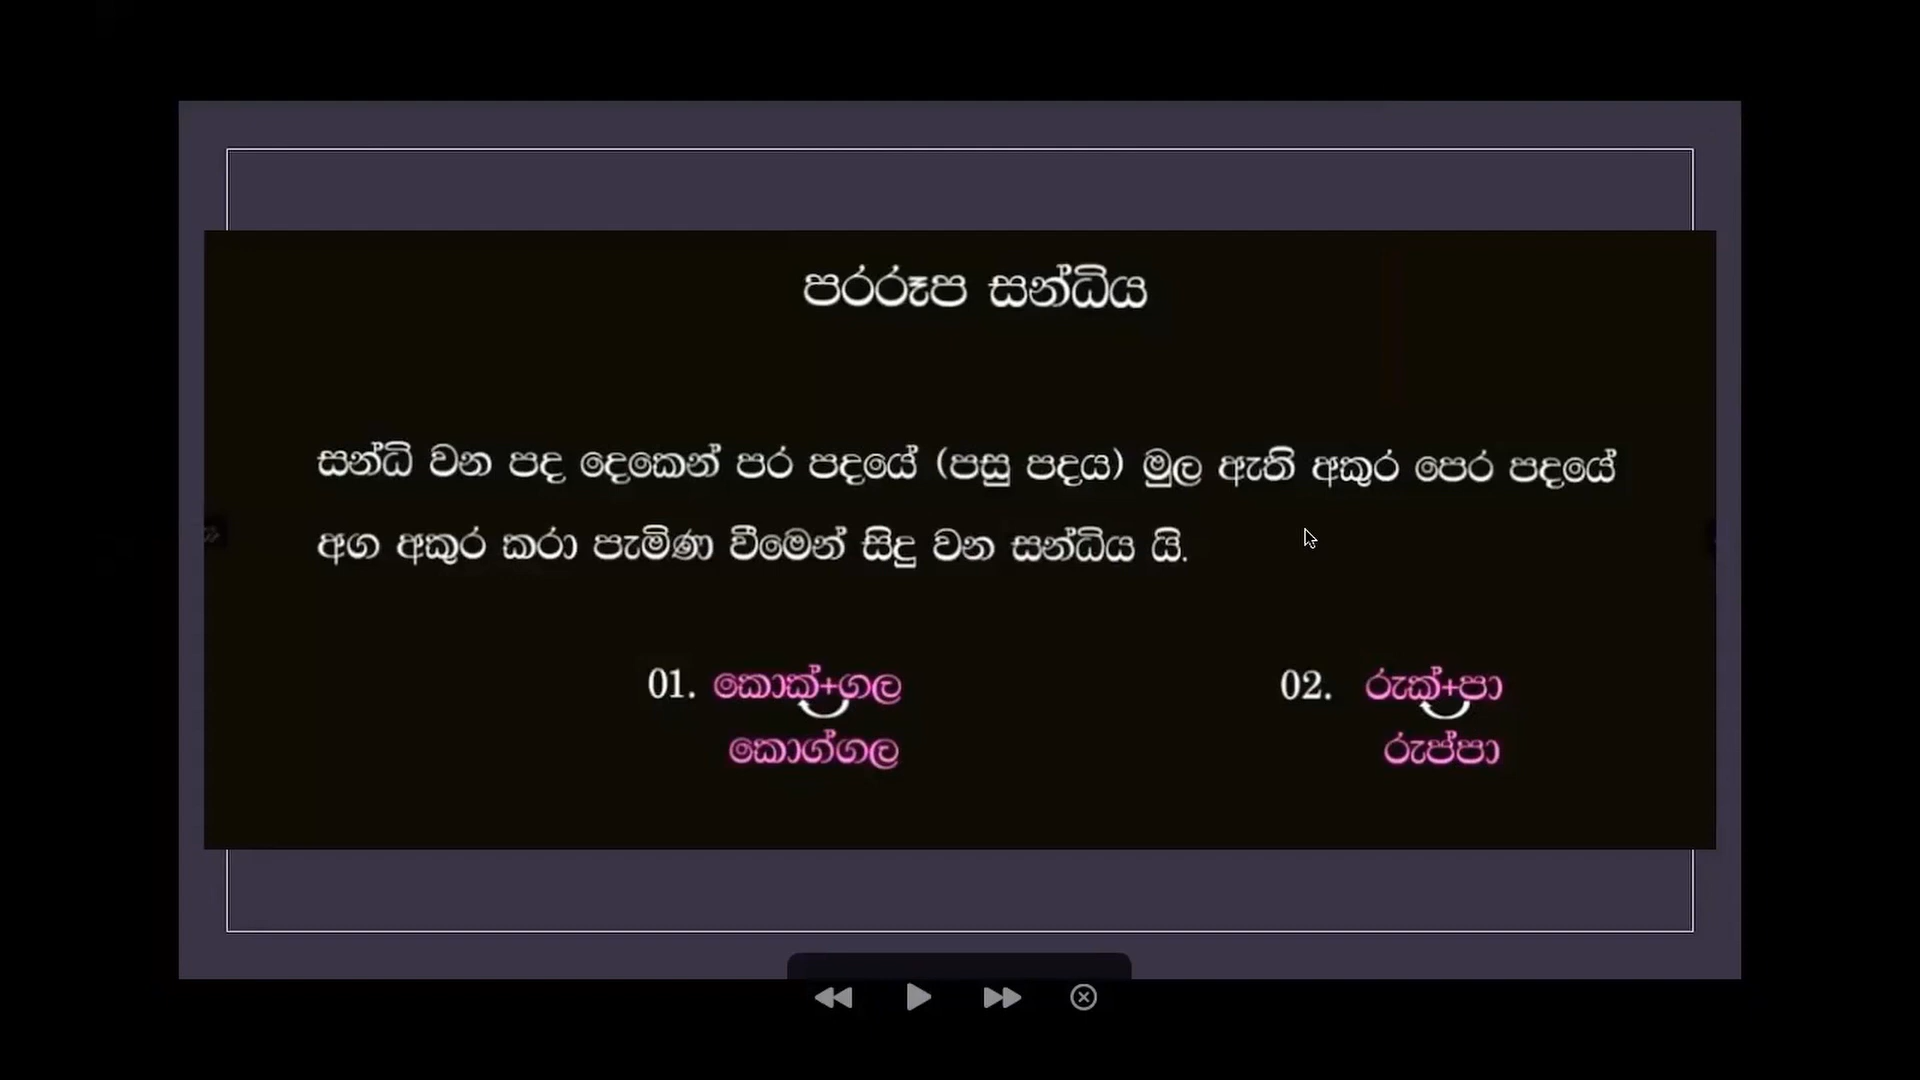 පරරූප සන්ධිය
සන්ධි වන පද දෙකෙන් පර පදයේ (පසු පදය) මුල ඇති අකුර පෙර පදයේ
අග අකුර කරා පැමිණ වීමෙන් සිදු වන සන්ධිය යි.
01. කොක්+ගල 02. රුක්+පා
කොග්ගල රුප්පා